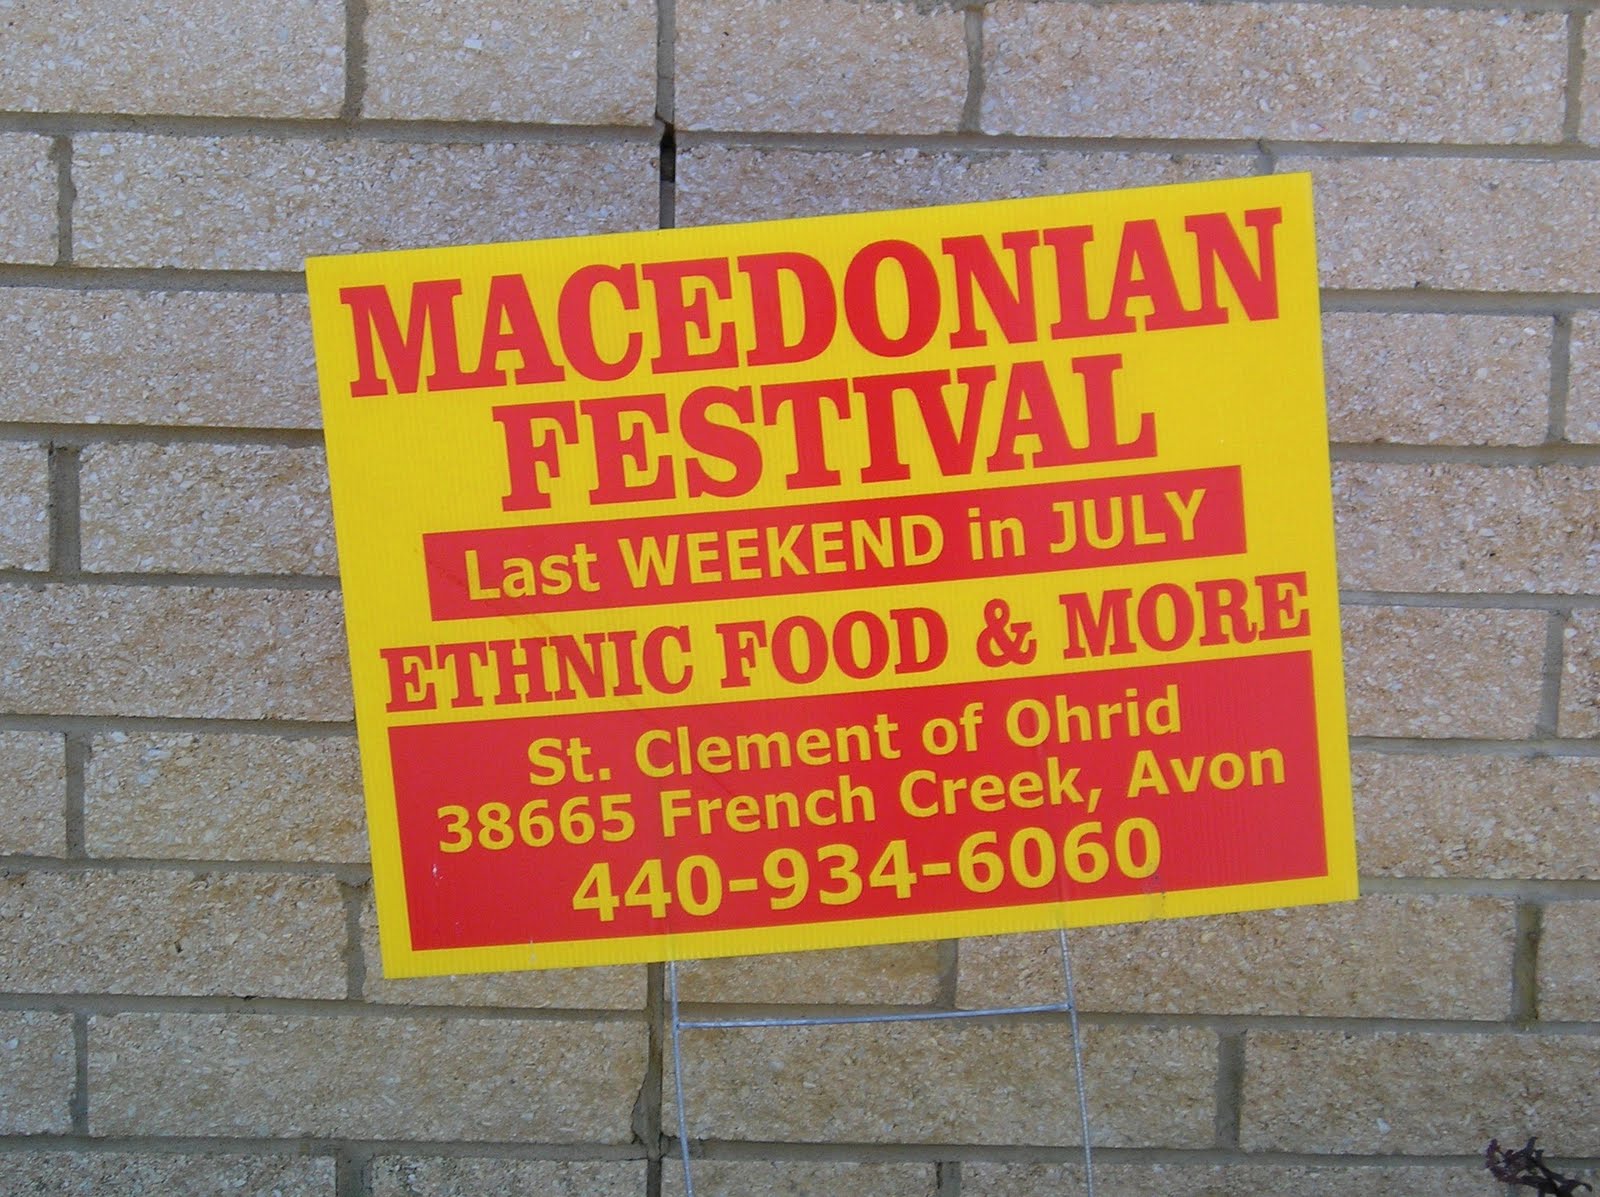 MACEDONIAN
FESTIVAL
Last WEEKEND in JULY
ETHNIC FOOD & MORE
St. Clement of Ohrid
38665 French Creek, Avon
440-934-6060